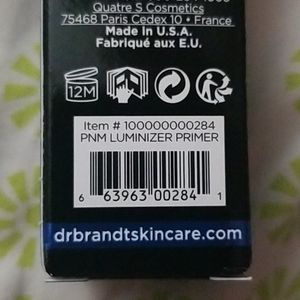 Quatre S Cosmetics
75468 Paris Cedex 10 • France
Made in U.S.A.
Fabriqué aux E.U.
12M
Item # 100000000284
PNM LUMINIZER PRIMER
6 63963 00284 1
drbrandtskincare.com